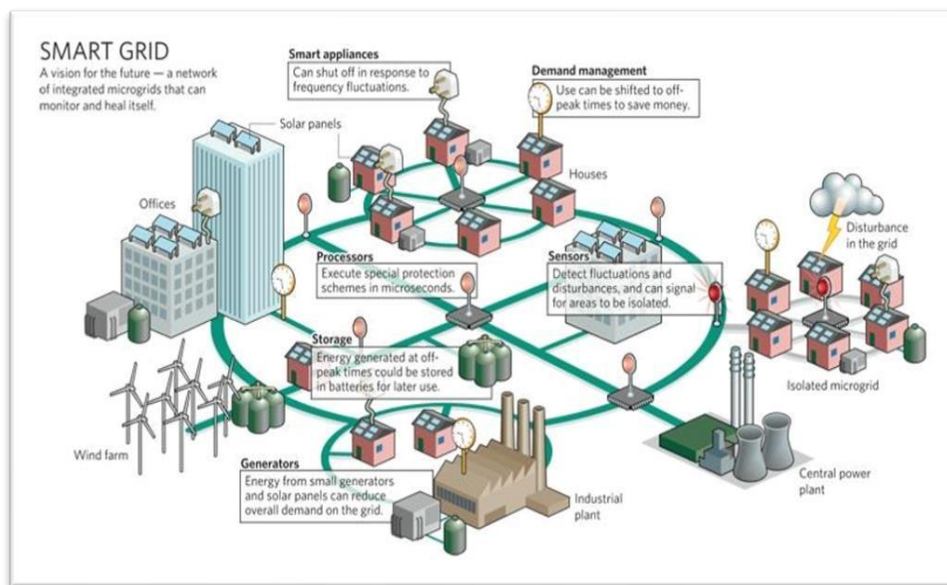 SMART GRID
A vision for the future — a network
of integrated microgrids that can
monitor and heal itself.
Smart appliances
Can shut off in response to
frequency fluctuations.
Demand management
Use can be shifted to off-
peak times to save money.
Solar panels
Houses
Offices
Disturbance
in the grid
Processors
Execute special protection
schemes in microseconds.
Sensors
Detect fluctuations and
disturbances, and can signal
for areas to be isolated.
Storage
Energy generated at off-
peak times could be stored
in batteries for later use.
Isolated microgrid
Wind farm
Generators
Energy from small generators
and solar panels can reduce
overall demand on the grid.
Industrial
plant
Central power
plant